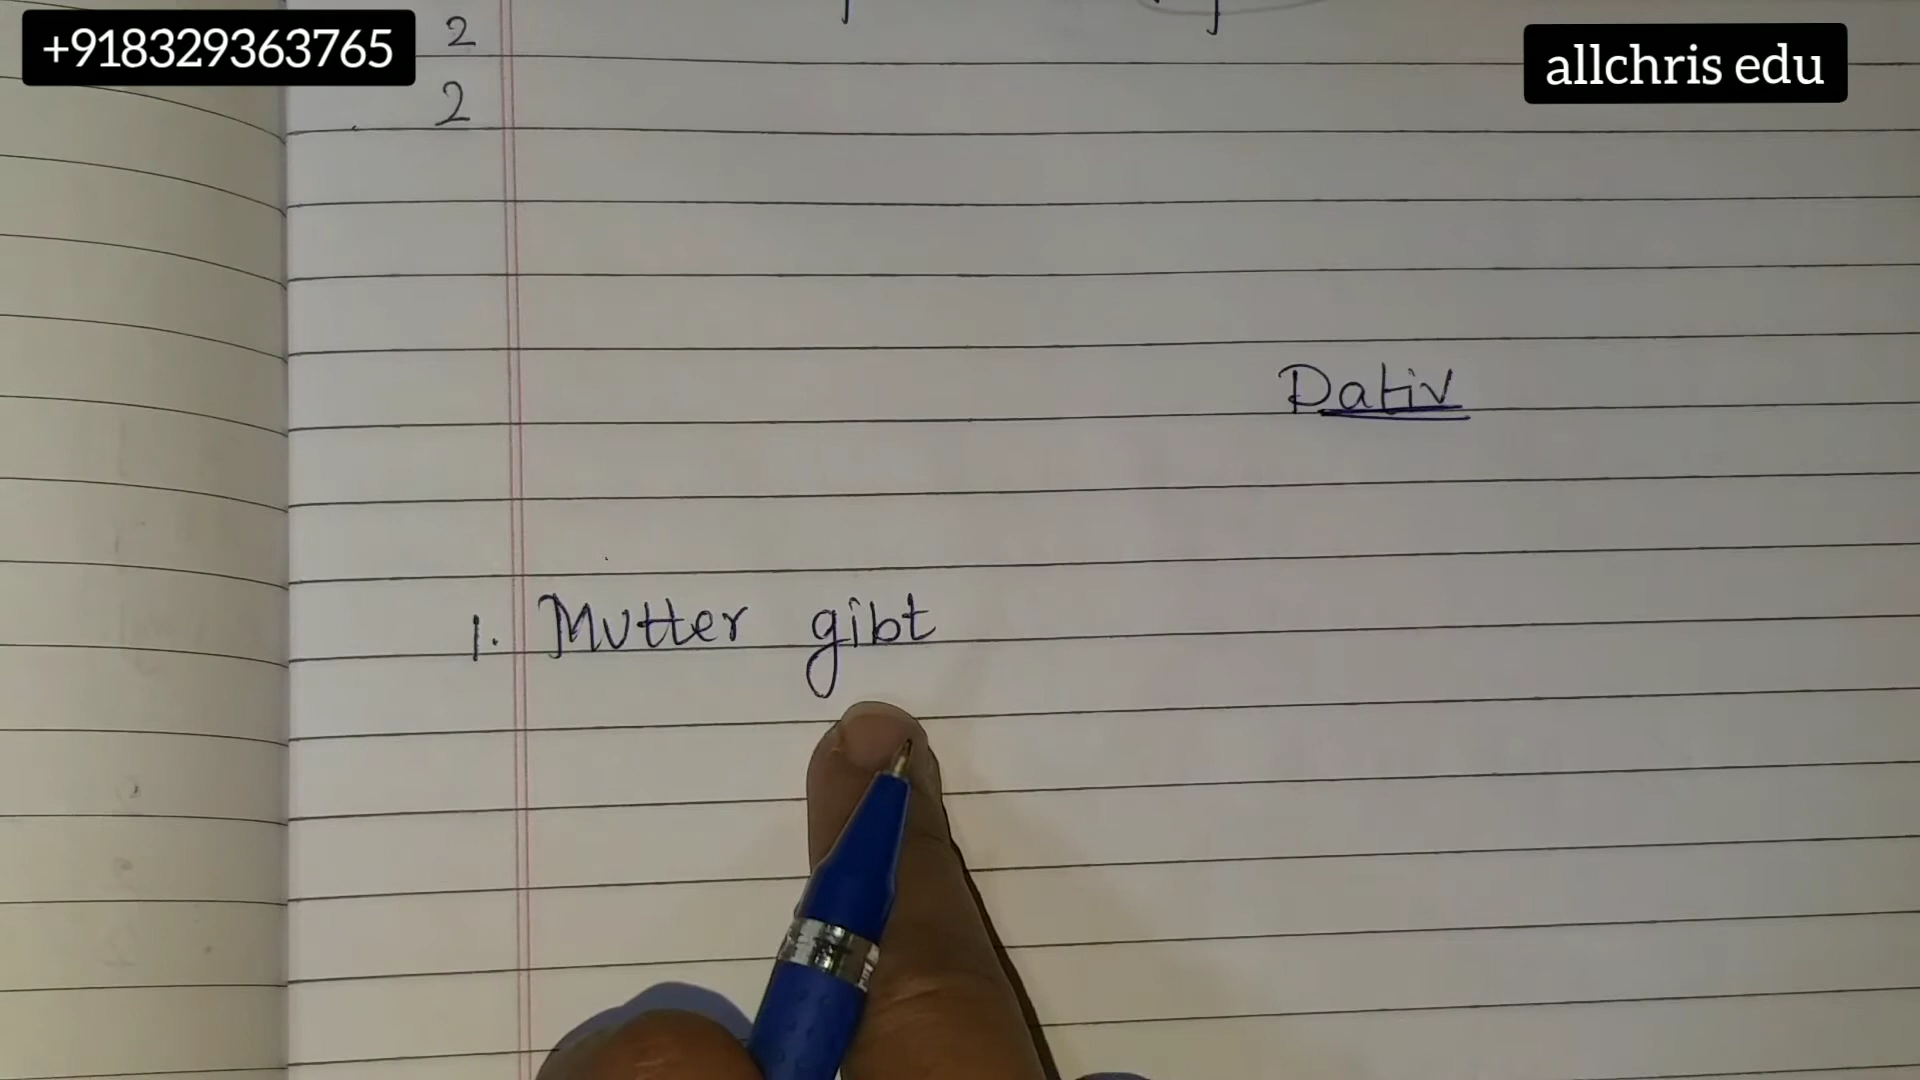 +918329363765
allchris edu
2
2
Dativ
1. Mutter gibt